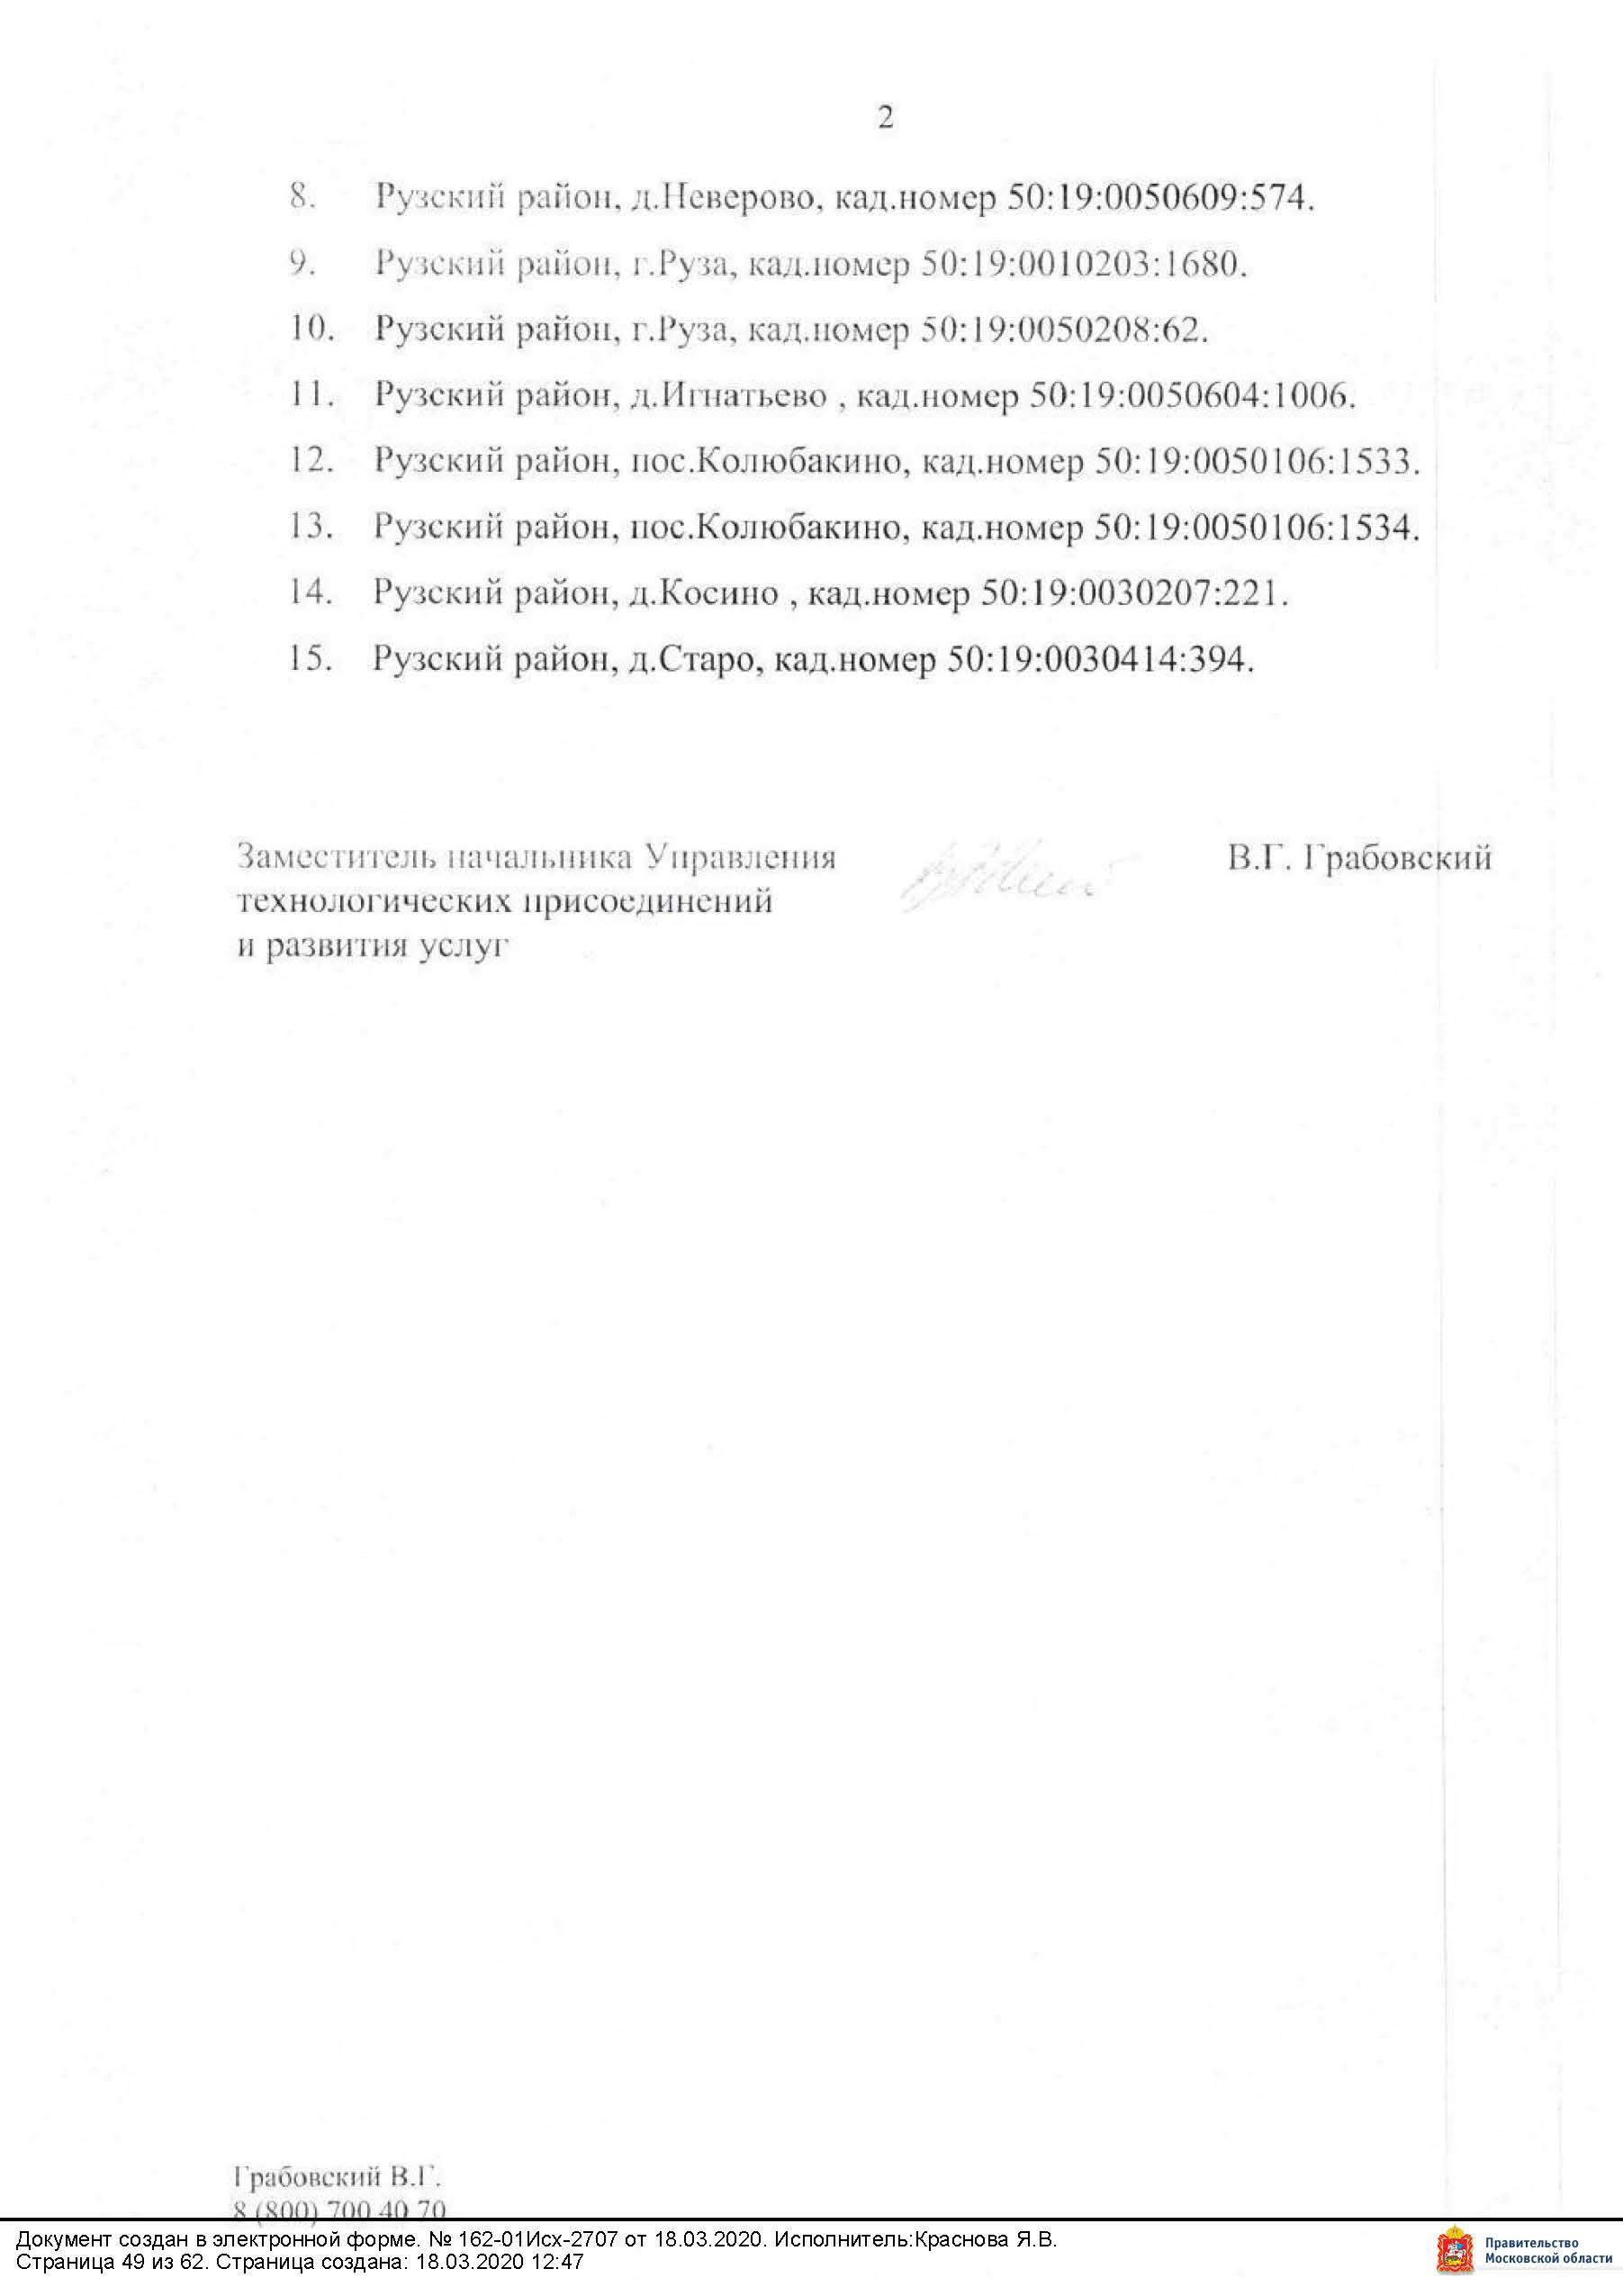 2
8. Рузский район, д.Неверово, кад.номер 50:19:0050609:574.
9. Рузский район, г.Руза, кад.номер 50:19:0010203:1680.
10. Рузский район, г.Руза, кад.номер 50:19:0050208:62.
11. Рузский район, д.Игнатьево , кад.номер 50:19:0050604:1006.
12. Рузский район, пос.Колюбакино, кад.номер 50:19:0050106:1533.
13. Рузский район, пос.Колюбакино, кад.номер 50:19:0050106:1534.
14. Рузский район, д.Косино , кад.номер 50:19:0030207:221.
15. Рузский район, д.Старо, кад.номер 50:19:0030414:394.
Заместитель начальника Управления
В.Г. Грабовский
технологических присоединений
и развития услуг
Грабовский В.Г.
8 (800) 700 40 70
Документ создан в электронной форме. № 162-01Исх-2707 от 18.03.2020. Исполнитель:Краснова Я.В.
Страница 49 из 62. Страница создана: 18.03.2020 12:47
Правительство
Московской области